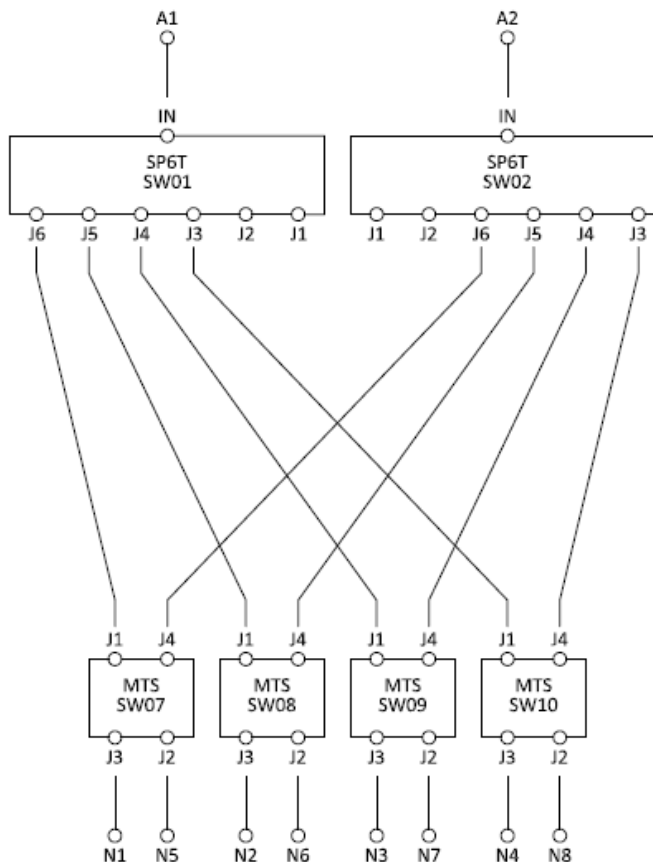 A1 A2
IN IN
SP6T SP6T
SW01 SW02
J6 J5 J4 J3 J2 J1 J1 J2 J6 J5 J4 J3
J1 J4 J1 J4 J1 J4 J1 J4
MTS MTS MTS MTS
SW07 SW08 SW09 SW10
J3 J2 J3 J2 J3 J2 J3 J2
N1 N5 N2 N6 N3 N7 N4 N8